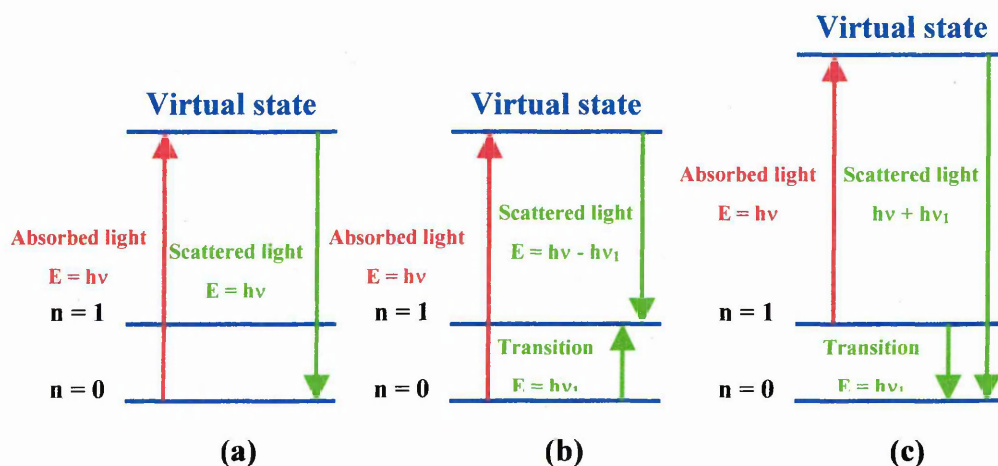 Virtual state
Absorbed light
E = hν
Scattered light
E = hν
n = 1
n = 0
(a)
Virtual state
Absorbed light
E = hν
Scattered light
E = hν - hν₁
n = 1
Transition
E = hν₁
n = 0
(b)
Virtual state
Absorbed light
E = hν
Scattered light
hν + hν₁
n = 1
Transition
E = hν₁
n = 0
(c)